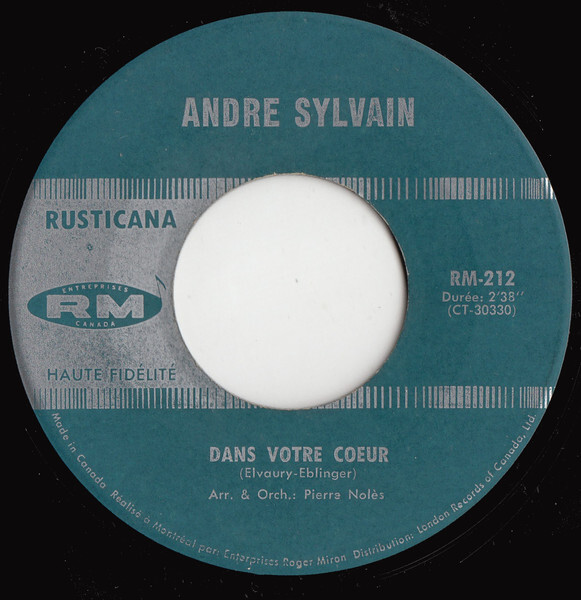 ANDRE SYLVAIN
RUSTICANA
ENTREPRISES
RM
CANADA
HAUTE FIDÉLITÉ
RM-212
Durée: 2'38''
(CT-30330)
DANS VOTRE COEUR
(Elvaury-Eblinger)
Arr. & Orch.: Pierre Nolès
Made in Canada Réalisé à Montréal par: Entreprises Roger Miron Distribution: London Records of Canada, Ltd.